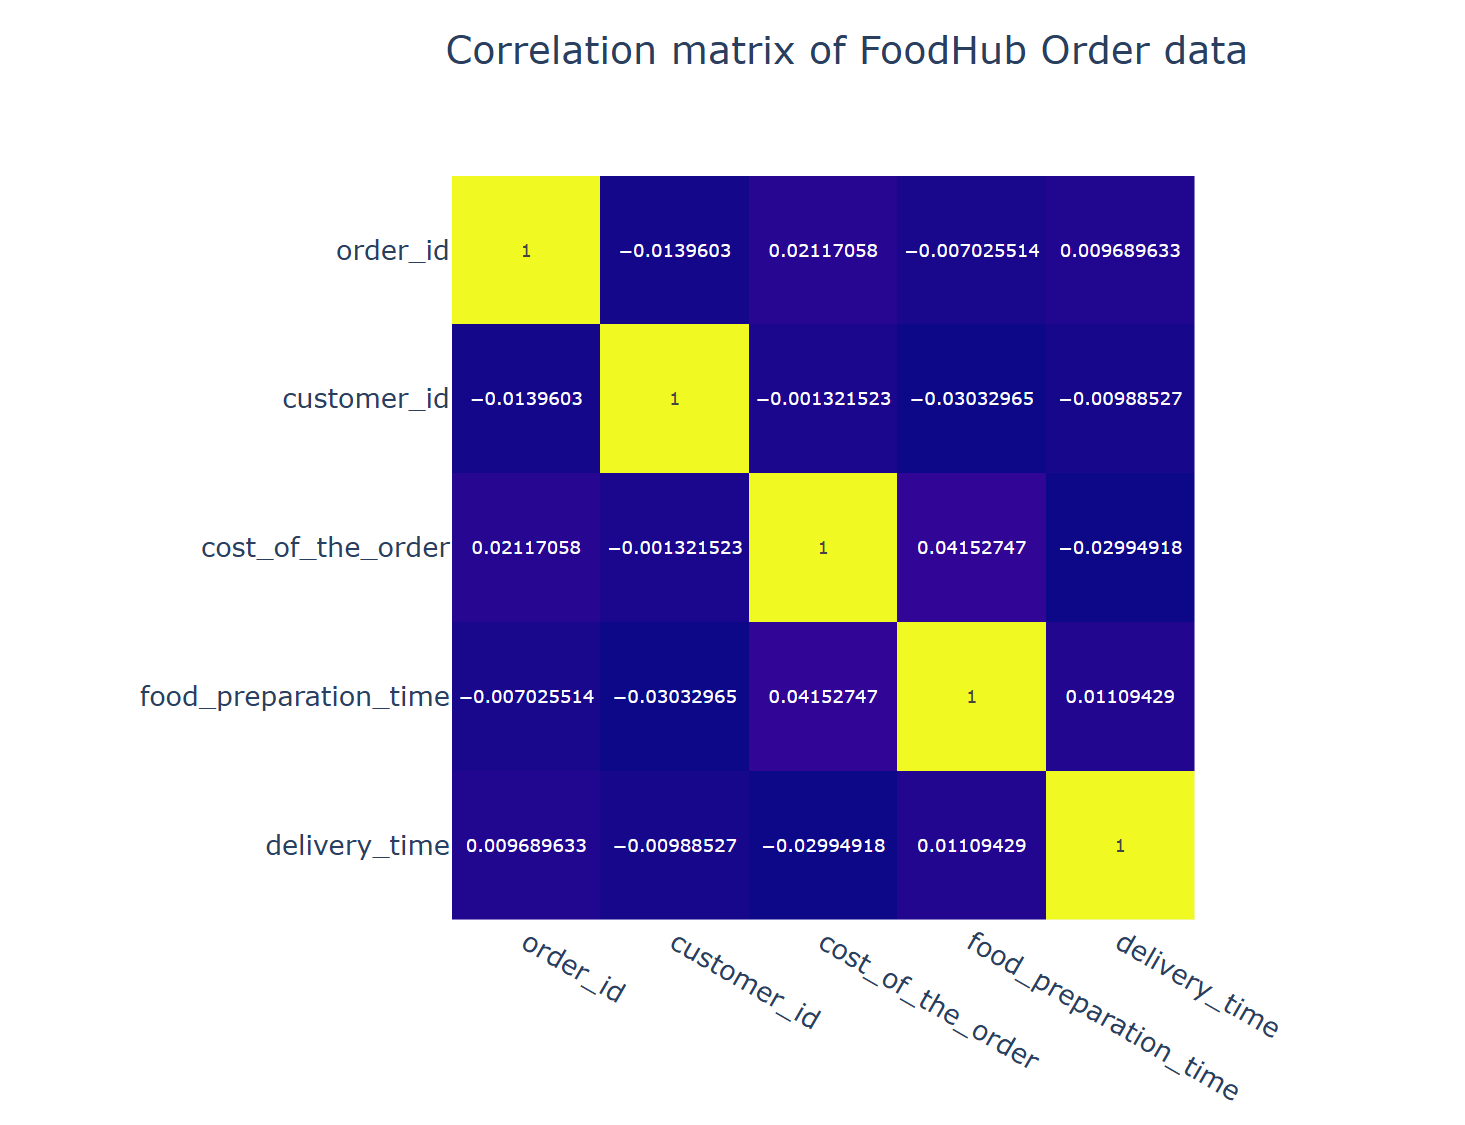 Correlation matrix of FoodHub Order data
order_id 1 −0.0139603 0.02117058 −0.007025514 0.009689633
customer_id −0.0139603 1 −0.001321523 −0.03032965 −0.00988527
cost_of_the_order 0.02117058 −0.001321523 1 0.04152747 −0.02994918
food_preparation_time −0.007025514 −0.03032965 0.04152747 1 0.01109429
delivery_time 0.009689633 −0.00988527 −0.02994918 0.01109429 1
order_id customer_id cost_of_the_order food_preparation_time delivery_time